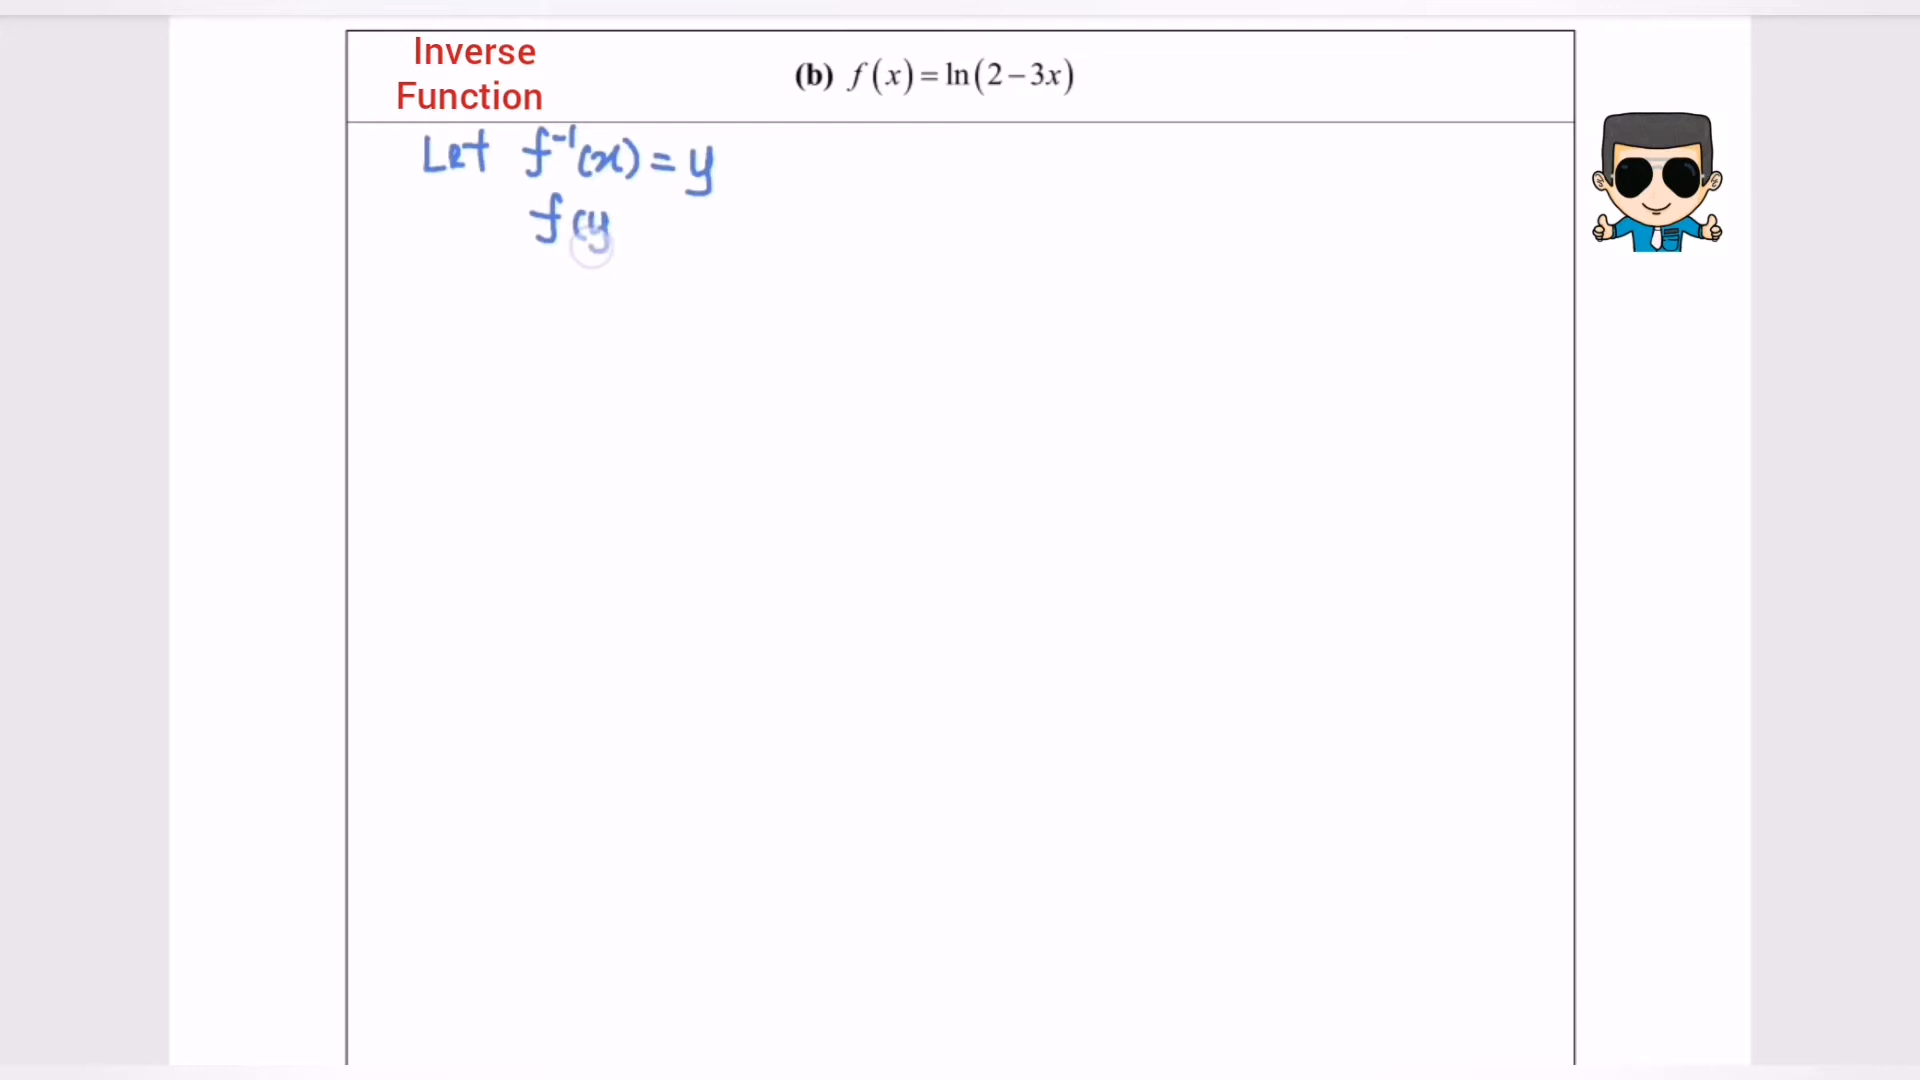 Inverse
Function
(b) f(x)=ln(2−3x)
Let f⁻¹(x) = y
f(y